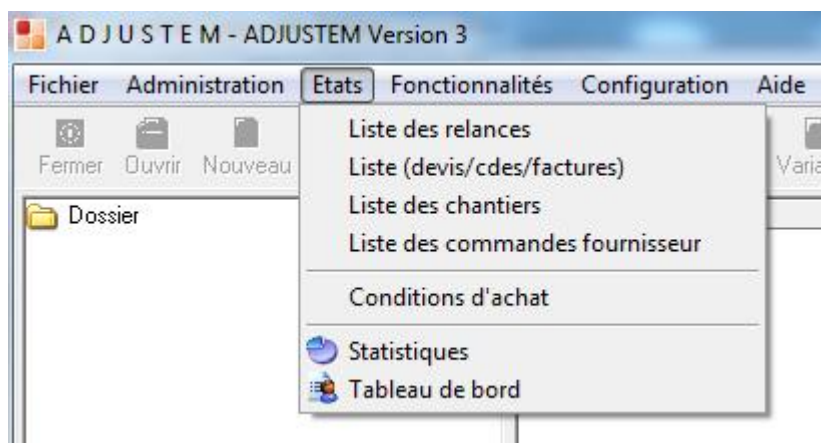 A D J U S T E M - ADJUSTEM Version 3
Fichier Administration Etats Fonctionnalités Configuration Aide
Fermer Ouvrir Nouveau
Dossier
Liste des relances
Liste (devis/cdes/factures)
Liste des chantiers
Liste des commandes fournisseur
Conditions d'achat
Statistiques
Tableau de bord